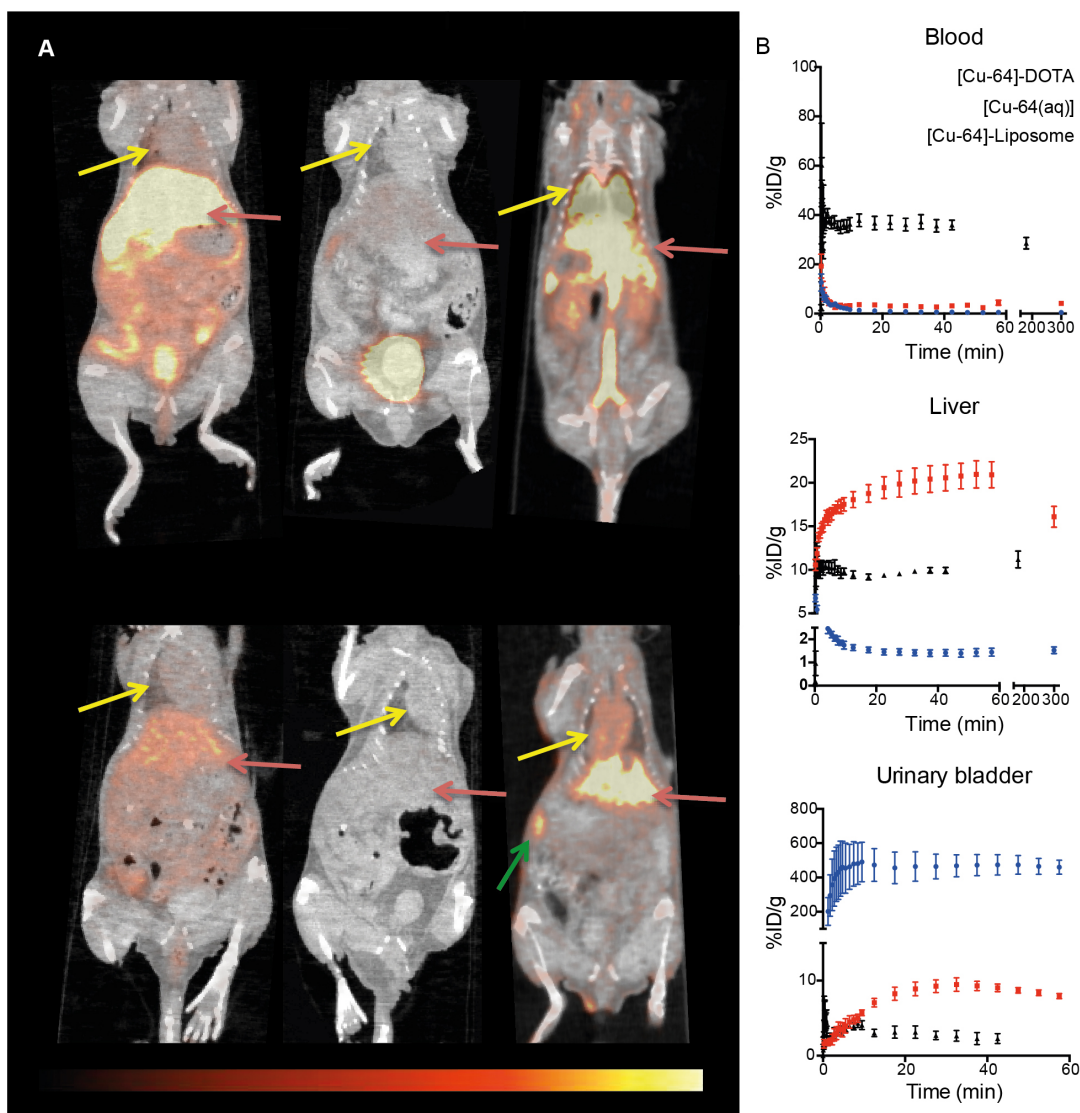 A
B
Blood
[Cu-64]-DOTA
[Cu-64(aq)]
[Cu-64]-Liposome
100
80
60
40
20
0
%ID/g
0 20 40 60 200 300
Time (min)
Liver
25
20
15
10
5
2
1
0
%ID/g
0 20 40 60 200 300
Time (min)
Urinary bladder
800
600
400
200
10
0
%ID/g
0 20 40 60
Time (min)